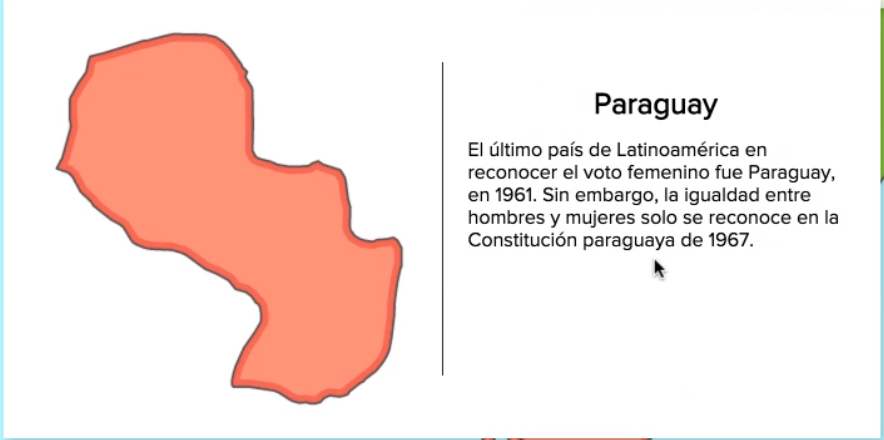 Paraguay
El último país de Latinoamérica en
reconocer el voto femenino fue Paraguay,
en 1961. Sin embargo, la igualdad entre
hombres y mujeres solo se reconoce en la
Constitución paraguaya de 1967.